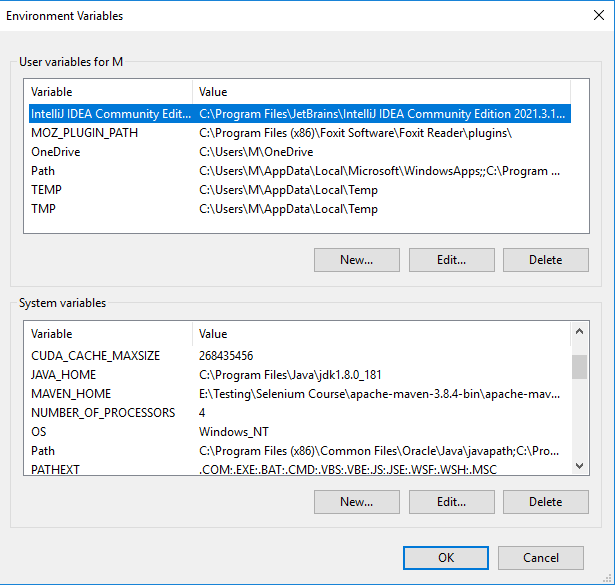 Environment Variables
User variables for M
Variable Value
IntelliJ IDEA Community Edit... C:\Program Files\JetBrains\IntelliJ IDEA Community Edition 2021.3.1...
MOZ_PLUGIN_PATH C:\Program Files (x86)\Foxit Software\Foxit Reader\plugins\
OneDrive C:\Users\M\OneDrive
Path C:\Users\M\AppData\Local\Microsoft\WindowsApps;;C:\Program ...
TEMP C:\Users\M\AppData\Local\Temp
TMP C:\Users\M\AppData\Local\Temp
New... Edit... Delete
System variables
Variable Value
CUDA_CACHE_MAXSIZE 268435456
JAVA_HOME C:\Program Files\Java\jdk1.8.0_181
MAVEN_HOME E:\Testing\Selenium Course\apache-maven-3.8.4-bin\apache-mav...
NUMBER_OF_PROCESSORS 4
OS Windows_NT
Path C:\Program Files (x86)\Common Files\Oracle\Java\javapath;C:\Pro...
PATHEXT .COM;.EXE;.BAT;.CMD;.VBS;.VBE;.JS;.JSE;.WSF;.WSH;.MSC
New... Edit... Delete
OK Cancel